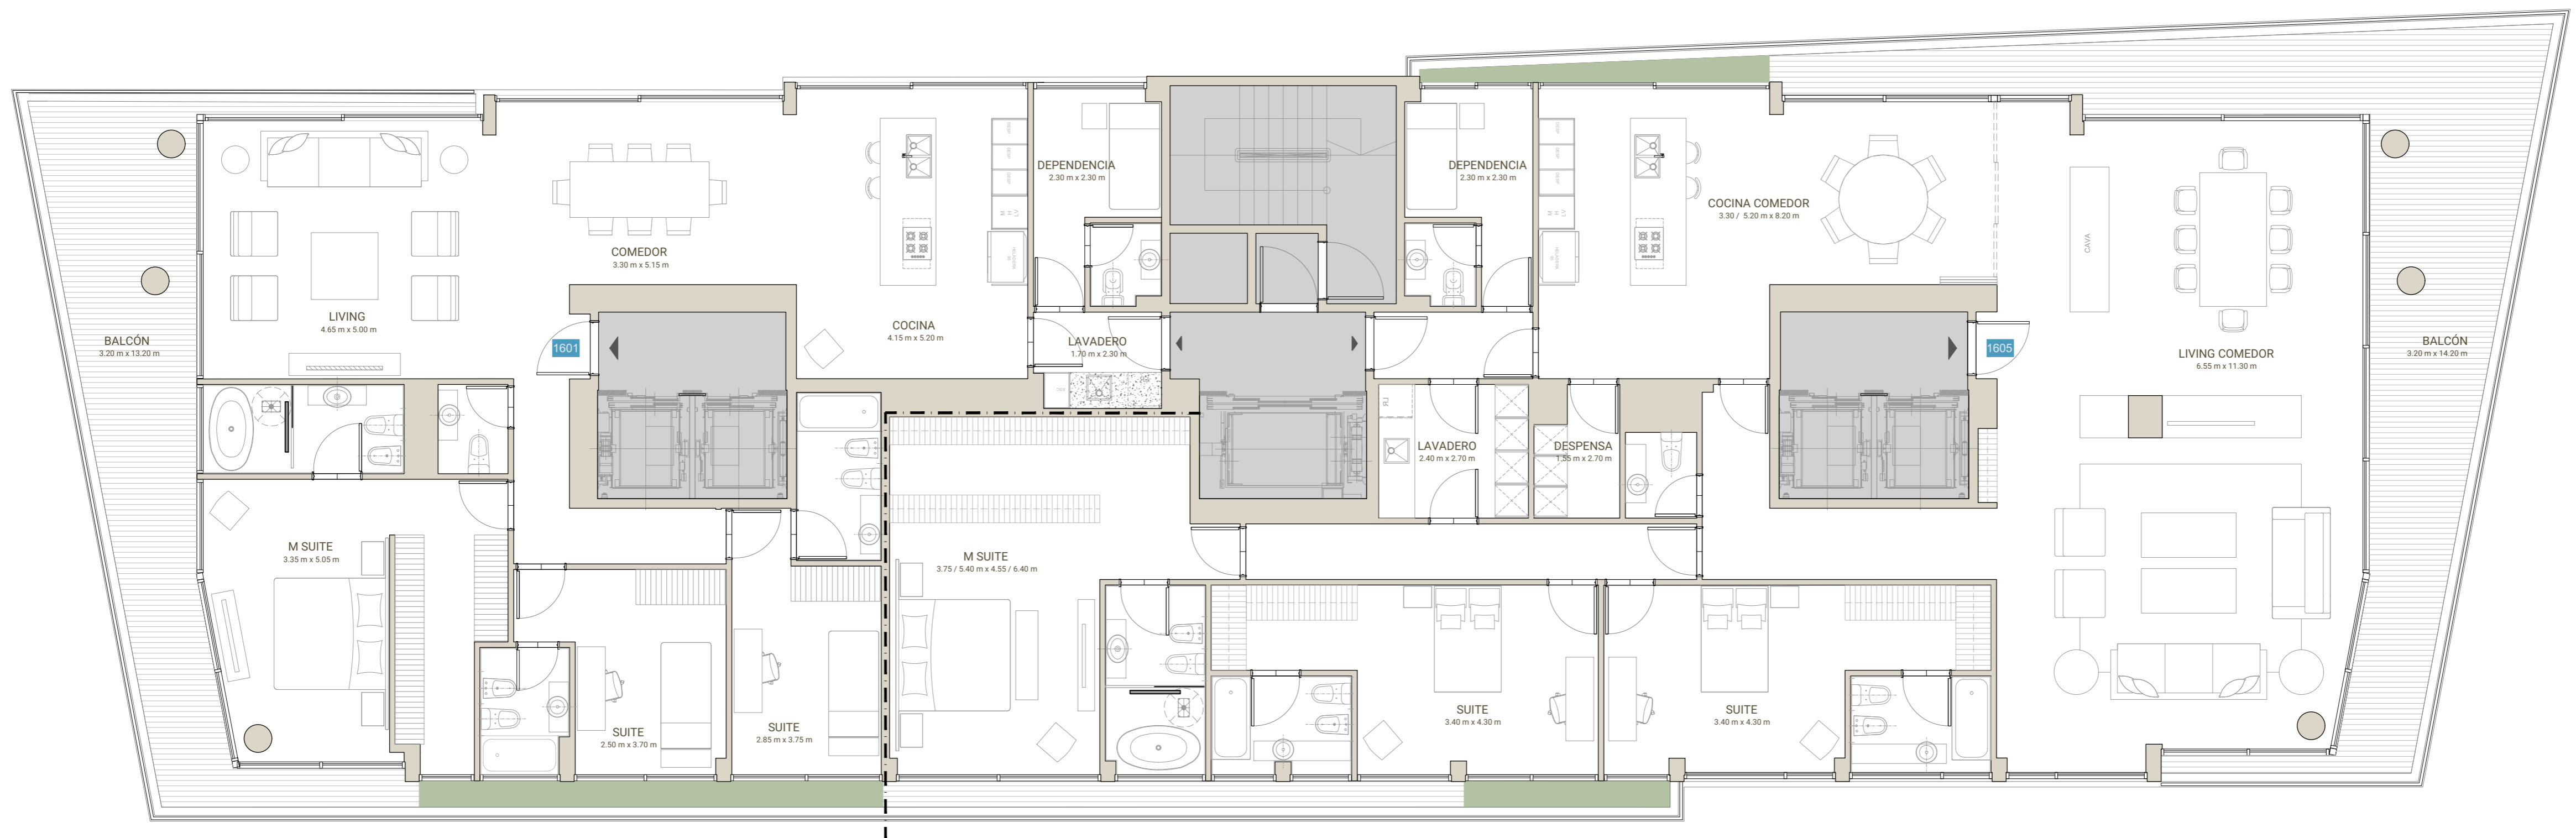 DEPENDENCIA
2.30 m x 2.30 m
DEPENDENCIA
2.30 m x 2.30 m
COCINA COMEDOR
3.30 / 5.20 m x 8.20 m
CAVA
COMEDOR
3.30 m x 5.15 m
LIVING
4.65 m x 5.00 m
COCINA
4.15 m x 5.20 m
BALCÓN
3.20 m x 13.20 m
1601
LAVADERO
1.70 m x 2.30 m
1605
LIVING COMEDOR
6.55 m x 11.30 m
BALCÓN
3.20 m x 14.20 m
LAVADERO
2.40 m x 2.70 m
DESPENSA
1.55 m x 2.70 m
M SUITE
3.35 m x 5.05 m
M SUITE
3.75 / 5.40 m x 4.55 / 6.40 m
SUITE
2.50 m x 3.70 m
SUITE
2.85 m x 3.75 m
SUITE
3.40 m x 4.30 m
SUITE
3.40 m x 4.30 m